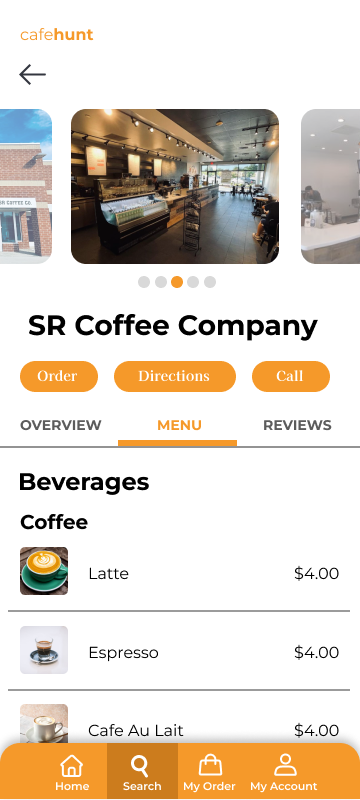 cafehunt
SR COFFEE CO.
SR Coffee Company
Order Directions Call
OVERVIEW MENU REVIEWS
Beverages
Coffee
Latte $4.00
Espresso $4.00
Cafe Au Lait $4.00
Home Search My Order My Account